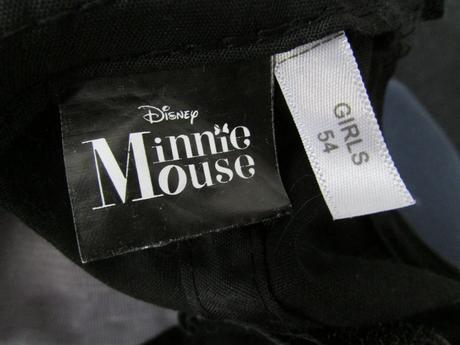 Disney
Minnie
Mouse
GIRLS
54